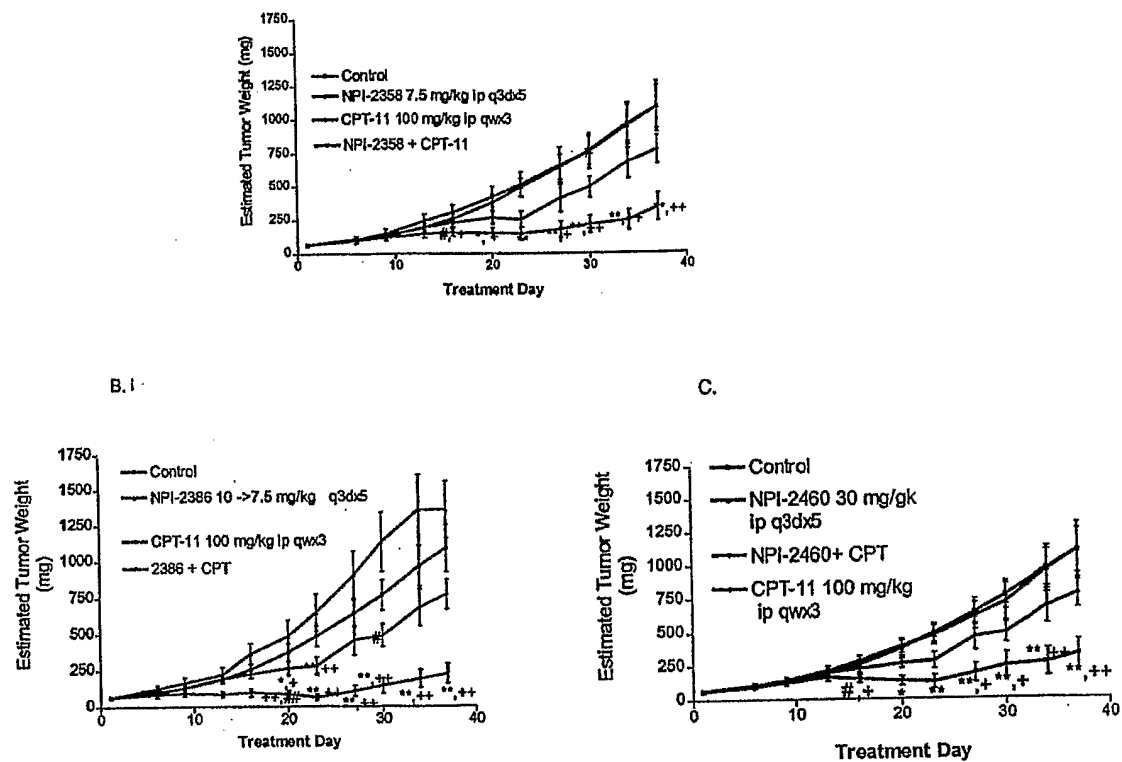 1750
1500
1250
1000
750
500
250
0
Estimated Tumor Weight (mg)
Control
NPI-2358 7.5 mg/kg ip q3dx5
CPT-11 100 mg/kg ip qwx3
NPI-2358 + CPT-11
*,++
0
10
20
30
40
Treatment Day
B. I
C.
1750
1500
1250
1000
750
500
250
0
Estimated Tumor Weight
(mg)
Control
NPI-2386 10 ->7.5 mg/kg q3dx5
CPT-11 100 mg/kg ip qwx3
2386 + CPT
#
**,++
*,+
++,##
**,++
**,++
**,++
**,++
**,++
0
10
20
30
40
Treatment Day
1750
1500
1250
1000
750
500
250
0
Estimated Tumor Weight
(mg)
Control
NPI-2460 30 mg/gk
ip q3dx5
NPI-2460+ CPT
CPT-11 100 mg/kg
ip qwx3
#,+
*
**
**,+
**,+
**,++
**,++
0
10
20
30
40
Treatment Day